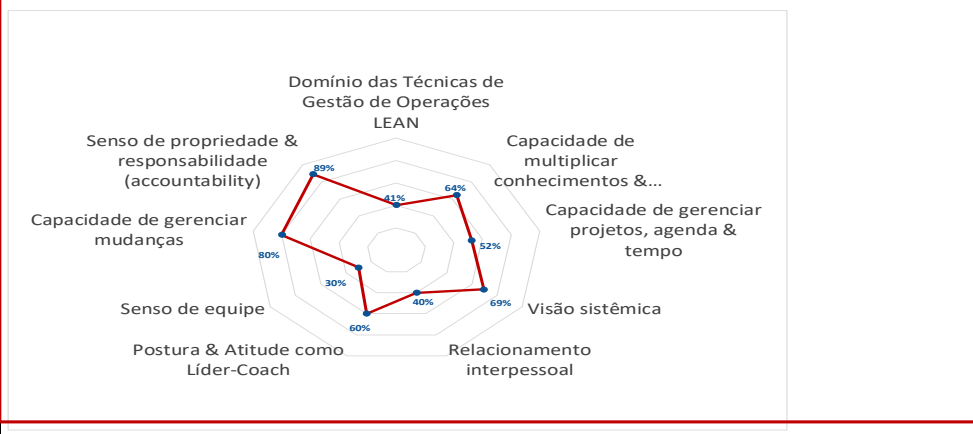 Domínio das Técnicas de
Gestão de Operações
LEAN
Capacidade de
multiplicar
conhecimentos &...
Capacidade de gerenciar
projetos, agenda &
tempo
Visão sistêmica
Relacionamento
interpessoal
Postura & Atitude como
Líder-Coach
Senso de equipe
Capacidade de gerenciar
mudanças
Senso de propriedade &
responsabilidade
(accountability)
41%
64%
52%
69%
40%
60%
30%
80%
89%